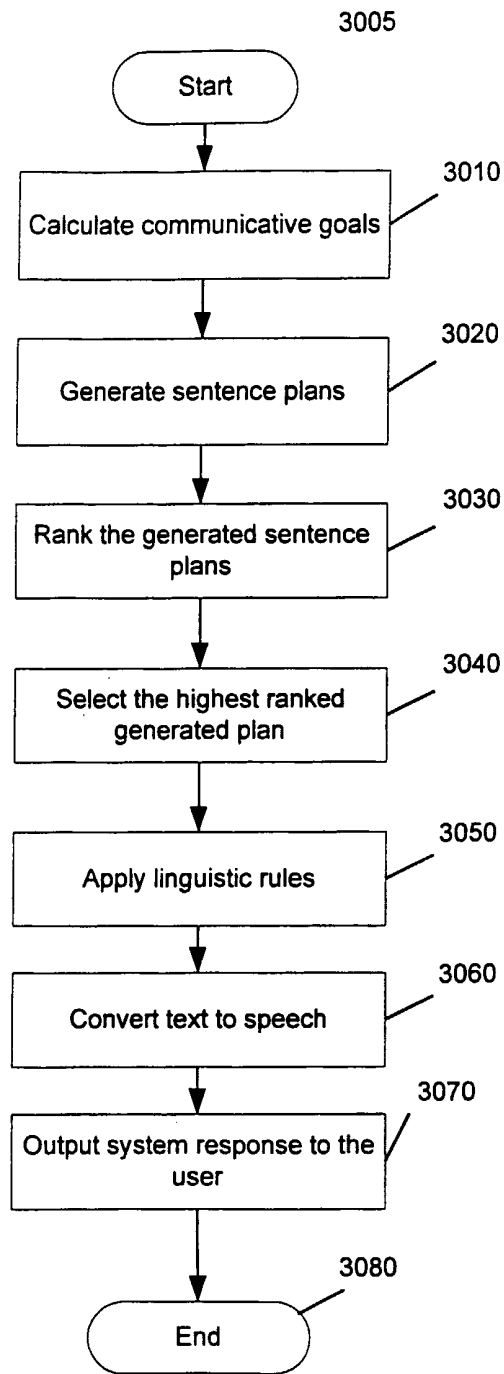 3005
Start
3010
Calculate communicative goals
3020
Generate sentence plans
3030
Rank the generated sentence
plans
3040
Select the highest ranked
generated plan
3050
Apply linguistic rules
3060
Convert text to speech
3070
Output system response to the
user
3080
End